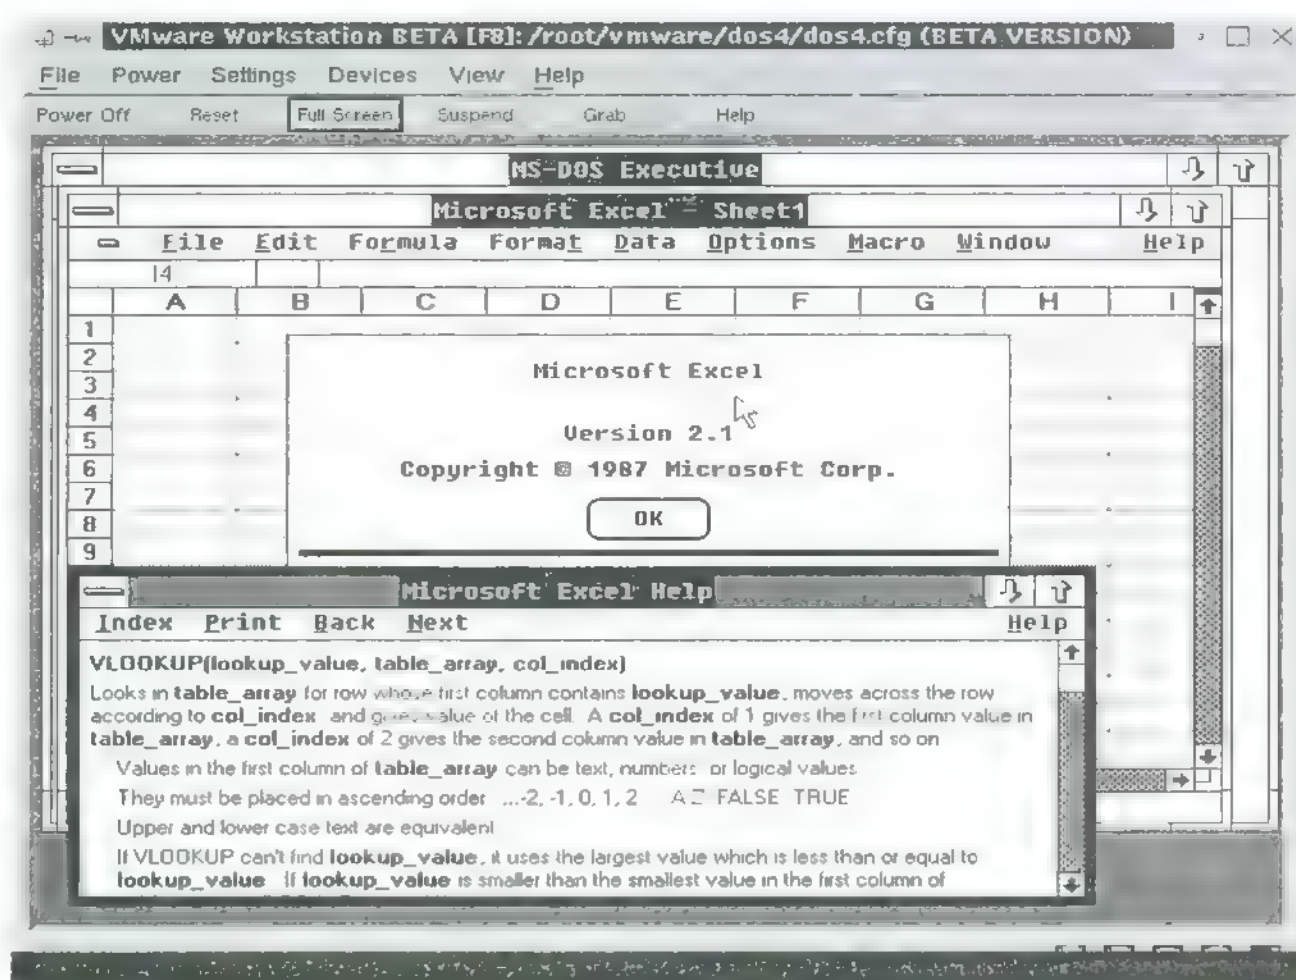 VMware Workstation BETA [F8]: /root/vmware/dos4/dos4.cfg (BETA VERSION)
File Power Settings Devices View Help
Power Off Reset Full Screen Suspend Grab Help
MS-DOS Executive
Microsoft Excel - Sheet1
File Edit Formula Format Data Options Macro Window Help
I4
A B C D E F G H I
1
2
3
4
5
6
7
8
9
Microsoft Excel
Version 2.1
Copyright © 1987 Microsoft Corp.
OK
Microsoft Excel Help
Index Print Back Next Help
VLOOKUP(lookup_value, table_array, col_index)
Looks in table_array for row whose first column contains lookup_value, moves across the row
according to col_index and gives value of the cell. A col_index of 1 gives the first column value in
table_array, a col_index of 2 gives the second column value in table_array, and so on
Values in the first column of table_array can be text, numbers or logical values
They must be placed in ascending order ...-2, -1, 0, 1, 2 FALSE TRUE
Upper and lower case text are equivalent
If VLOOKUP can't find lookup_value, it uses the largest value which is less than or equal to
lookup_value If lookup_value is smaller than the smallest value in the first column of